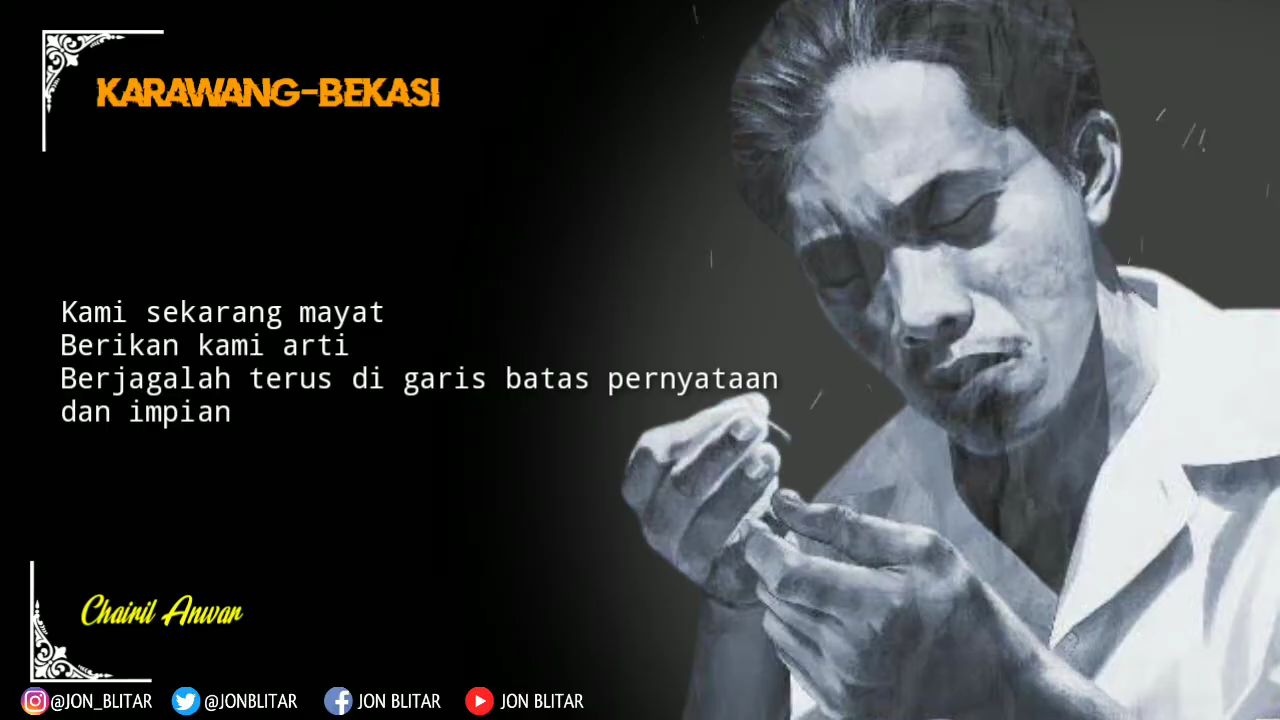 KARAWANG-BEKASI
Kami sekarang mayat
Berikan kami arti
Berjagalah terus di garis batas pernyataan
dan impian
Chairil Anwar
@JON_BLITAR @JONBLITAR JON BLITAR JON BLITAR